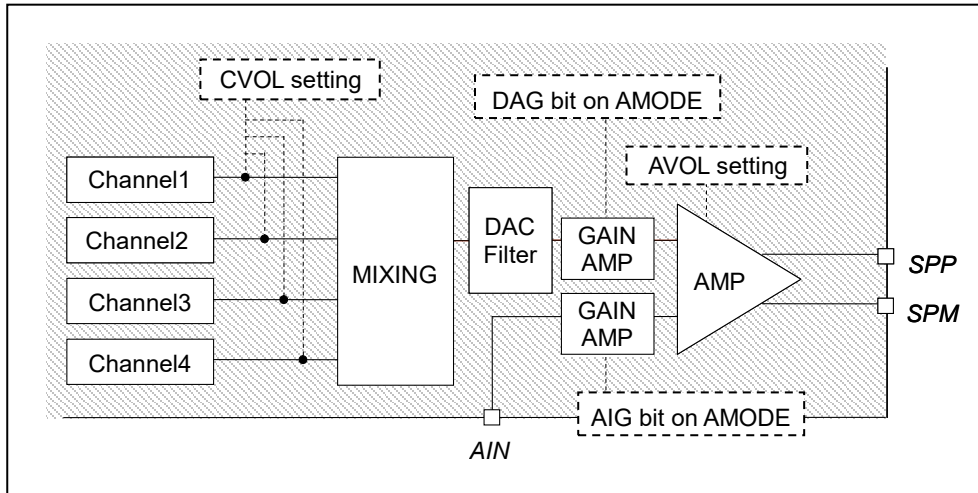 CVOL setting
DAG bit on AMODE
AVOL setting
Channel1
Channel2
Channel3
Channel4
MIXING
DAC
Filter
GAIN
AMP
GAIN
AMP
AMP
SPP
SPM
AIG bit on AMODE
AIN